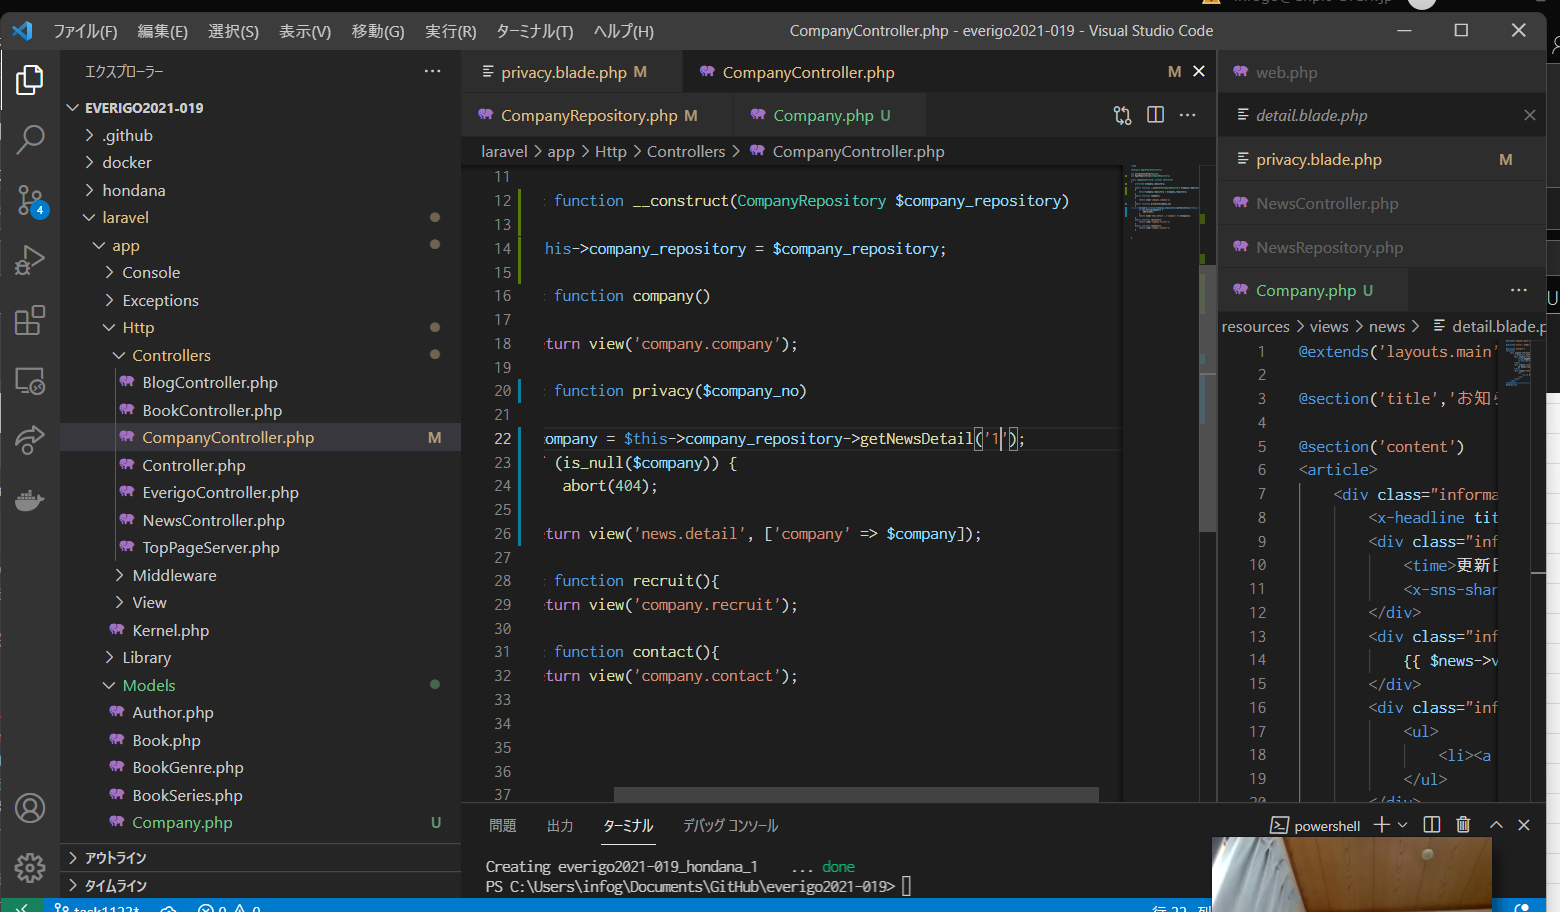 ファイル(F) 編集(E) 選択(S) 表示(V) 移動(G) 実行(R) ターミナル(T) ヘルプ(H) CompanyController.php - everigo2021-019 - Visual Studio Code
エクスプローラー
EVERIGO2021-019
.github
docker
hondana
laravel
app
Console
Exceptions
Http
Controllers
BlogController.php
BookController.php
CompanyController.php M
Controller.php
EverigoController.php
NewsController.php
TopPageServer.php
Middleware
View
Kernel.php
Library
Models
Author.php
Book.php
BookGenre.php
BookSeries.php
Company.php U
アウトライン
タイムライン
4
privacy.blade.php M CompanyController.php M
CompanyRepository.php M Company.php U
laravel > app > Http > Controllers > CompanyController.php
11
12 function __construct(CompanyRepository $company_repository)
13
14 his->company_repository = $company_repository;
15
16 function company()
17
18 turn view('company.company');
19
20 function privacy($company_no)
21
22 company = $this->company_repository->getNewsDetail('1');
23 (is_null($company)) {
24 abort(404);
25
26 turn view('news.detail', ['company' => $company]);
27
28 function recruit(){
29 turn view('company.recruit');
30
31 function contact(){
32 turn view('company.contact');
33
34
35
36
37
web.php
detail.blade.php
privacy.blade.php M
NewsController.php
NewsRepository.php
Company.php U
resources > views > news > detail.blade.p
1 @extends('layouts.main'
2
3 @section('title','お知ら
4
5 @section('content')
6 <article>
7 <div class="informa
8 <x-headline tit
9 <div class="inf
10 <time>更新日
11 <x-sns-shar
12 </div>
13 <div class="inf
14 {{ $news->v
15 </div>
16 <div class="inf
17 <ul>
18 <li><a
19 </ul>
20 </div>
問題 出力 ターミナル デバッグ コンソール powershell
Creating everigo2021-019_hondana_1 ... done
PS C:\Users\infog\Documents\GitHub\everigo2021-019>